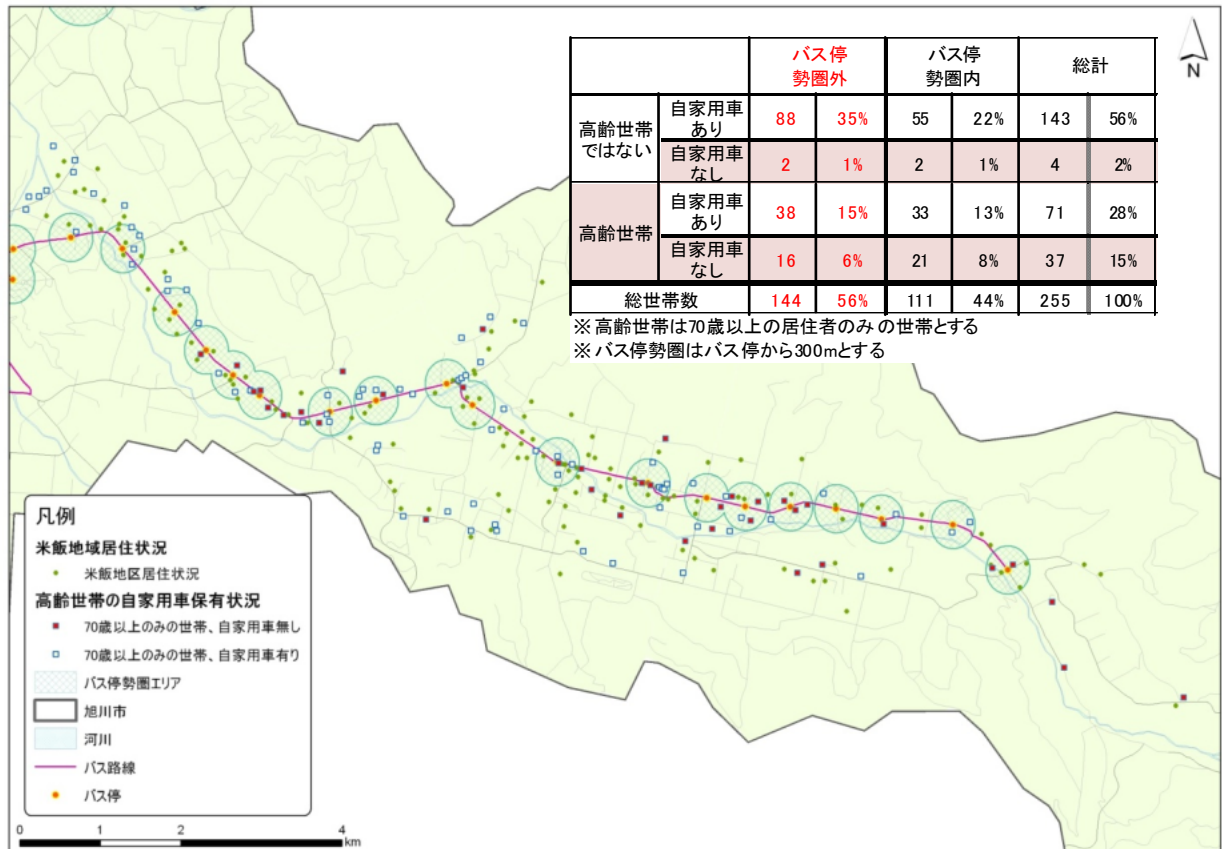 N
バス停
勢圏外
バス停
勢圏内
総計
高齢世帯
ではない
自家用車
あり
88 35% 55 22% 143 56%
自家用車
なし
2 1% 2 1% 4 2%
高齢世帯
自家用車
あり
38 15% 33 13% 71 28%
自家用車
なし
16 6% 21 8% 37 15%
総世帯数 144 56% 111 44% 255 100%
※高齢世帯は70歳以上の居住者のみの世帯とする
※バス停勢圏はバス停から300mとする
凡例
米飯地域居住状況
米飯地区居住状況
高齢世帯の自家用車保有状況
70歳以上のみの世帯、自家用車無し
70歳以上のみの世帯、自家用車有り
バス停勢圏エリア
旭川市
河川
バス路線
バス停
0 1 2 4
km